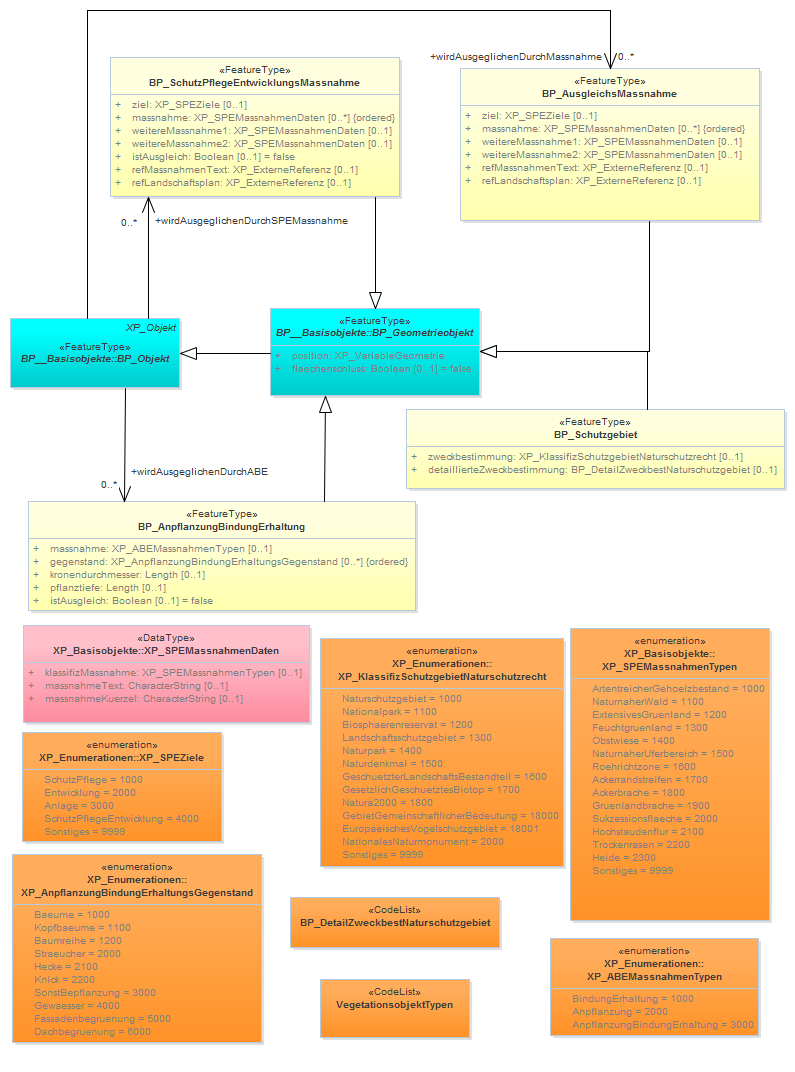 +wirdAusgeglichenDurchMassnahme
0..*
«FeatureType»
BP_SchutzPflegeEntwicklungsMassnahme
+ ziel: XP_SPEZiele [0..1]
+ massnahme: XP_SPEMassnahmenDaten [0..*] {ordered}
+ weitereMassnahme1: XP_SPEMassnahmenDaten [0..1]
+ weitereMassnahme2: XP_SPEMassnahmenDaten [0..1]
+ istAusgleich: Boolean [0..1] = false
+ refMassnahmenText: XP_ExterneReferenz [0..1]
+ refLandschaftsplan: XP_ExterneReferenz [0..1]
«FeatureType»
BP_AusgleichsMassnahme
+ ziel: XP_SPEZiele [0..1]
+ massnahme: XP_SPEMassnahmenDaten [0..*] {ordered}
+ weitereMassnahme1: XP_SPEMassnahmenDaten [0..1]
+ weitereMassnahme2: XP_SPEMassnahmenDaten [0..1]
+ refMassnahmenText: XP_ExterneReferenz [0..1]
+ refLandschaftsplan: XP_ExterneReferenz [0..1]
0..*
+wirdAusgeglichenDurchSPEMassnahme
XP_Objekt
«FeatureType»
BP__Basisobjekte::BP_Objekt
«FeatureType»
BP__Basisobjekte::BP_Geometrieobjekt
+ position: XP_VariableGeometrie
+ flaechenschluss: Boolean [0..1] = false
«FeatureType»
BP_Schutzgebiet
+ zweckbestimmung: XP_KlassifizSchutzgebietNaturschutzrecht [0..1]
+ detaillierteZweckbestimmung: BP_DetailZweckbestNaturschutzgebiet [0..1]
+wirdAusgeglichenDurchABE
0..*
«FeatureType»
BP_AnpflanzungBindungErhaltung
+ massnahme: XP_ABEMassnahmenTypen [0..1]
+ gegenstand: XP_AnpflanzungBindungErhaltungsGegenstand [0..*] {ordered}
+ kronendurchmesser: Length [0..1]
+ pflanztiefe: Length [0..1]
+ istAusgleich: Boolean [0..1] = false
«DataType»
XP_Basisobjekte::XP_SPEMassnahmenDaten
+ klassifizMassnahme: XP_SPEMassnahmenTypen [0..1]
+ massnahmeText: CharacterString [0..1]
+ massnahmeKuerzel: CharacterString [0..1]
«enumeration»
XP_Enumerationen::XP_SPEZiele
SchutzPflege = 1000
Entwicklung = 2000
Anlage = 3000
SchutzPflegeEntwicklung = 4000
Sonstiges = 9999
«enumeration»
XP_Enumerationen::
XP_KlassifizSchutzgebietNaturschutzrecht
Naturschutzgebiet = 1000
Nationalpark = 1100
Biosphaerenreservat = 1200
Landschaftsschutzgebiet = 1300
Naturpark = 1400
Naturdenkmal = 1500
GeschuetzterLandschaftsBestandteil = 1600
GesetzlichGeschuetztesBiotop = 1700
Natura2000 = 1800
GebietGemeinschaftlicherBedeutung = 18000
EuropaeischesVogelschutzgebiet = 18001
NationalesNaturmonument = 2000
Sonstiges = 9999
«enumeration»
XP_Basisobjekte::
XP_SPEMassnahmenTypen
ArtentreicherGehoelzbestand = 1000
NaturnaherWald = 1100
ExtensivesGruenland = 1200
Feuchtgruenland = 1300
Obstwiese = 1400
NaturnaherUferbereich = 1500
Roehrichtzone = 1600
Ackerrandstreifen = 1700
Ackerbrache = 1800
Gruenlandbrache = 1900
Sukzessionsflaeche = 2000
Hochstaudenflur = 2100
Trockenrasen = 2200
Heide = 2300
Sonstiges = 9999
«enumeration»
XP_Enumerationen::
XP_AnpflanzungBindungErhaltungsGegenstand
Baeume = 1000
Kopfbaeume = 1100
Baumreihe = 1200
Straeucher = 2000
Hecke = 2100
Knick = 2200
SonstBepflanzung = 3000
Gewaesser = 4000
Fassadenbegruenung = 5000
Dachbegruenung = 6000
«CodeList»
BP_DetailZweckbestNaturschutzgebiet
«CodeList»
VegetationsobjektTypen
«enumeration»
XP_Enumerationen::
XP_ABEMassnahmenTypen
BindungErhaltung = 1000
Anpflanzung = 2000
AnpflanzungBindungErhaltung = 3000